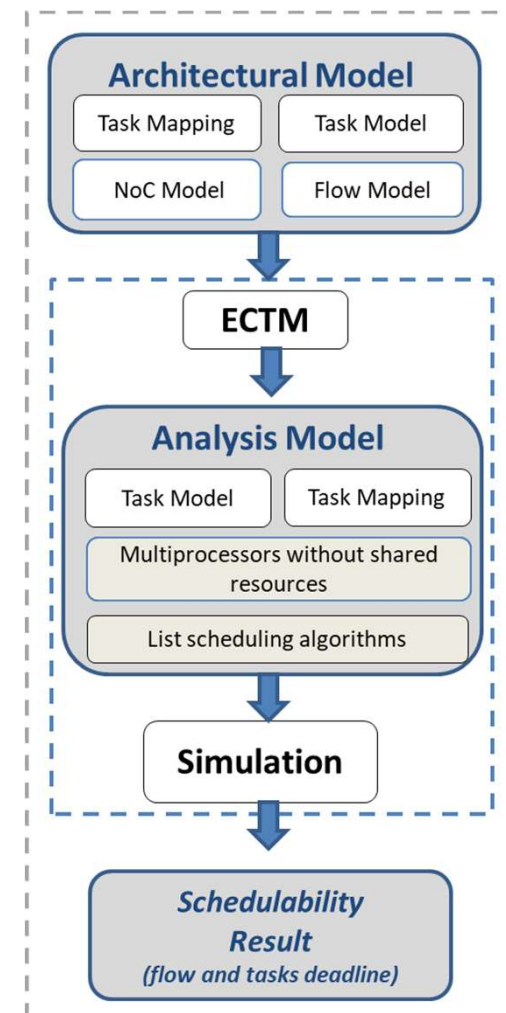 Architectural Model
Task Mapping
Task Model
NoC Model
Flow Model
ECTM
Analysis Model
Task Model
Task Mapping
Multiprocessors without shared
resources
List scheduling algorithms
Simulation
Schedulability
Result
(flow and tasks deadline)